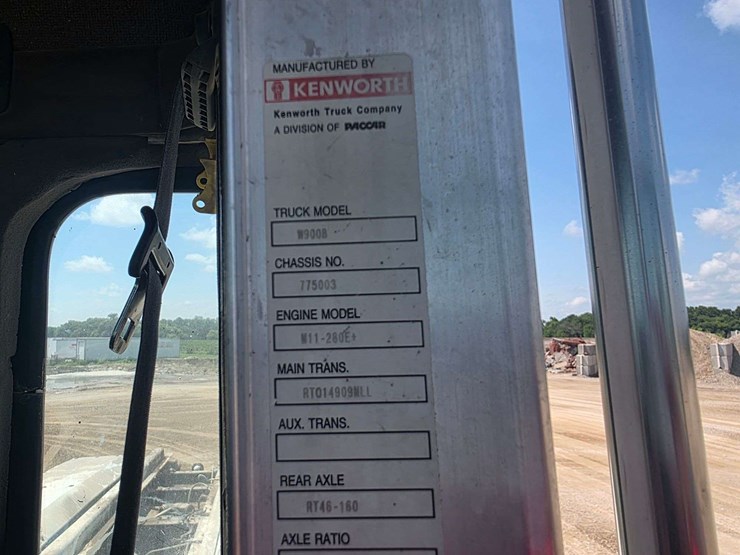 MANUFACTURED BY
KENWORTH
Kenworth Truck Company
A DIVISION OF PACCAR
TRUCK MODEL
W900B
CHASSIS NO.
775003
ENGINE MODEL
M11-280E+
MAIN TRANS.
RTO14909MLL
AUX. TRANS.
REAR AXLE
RT46-160
AXLE RATIO